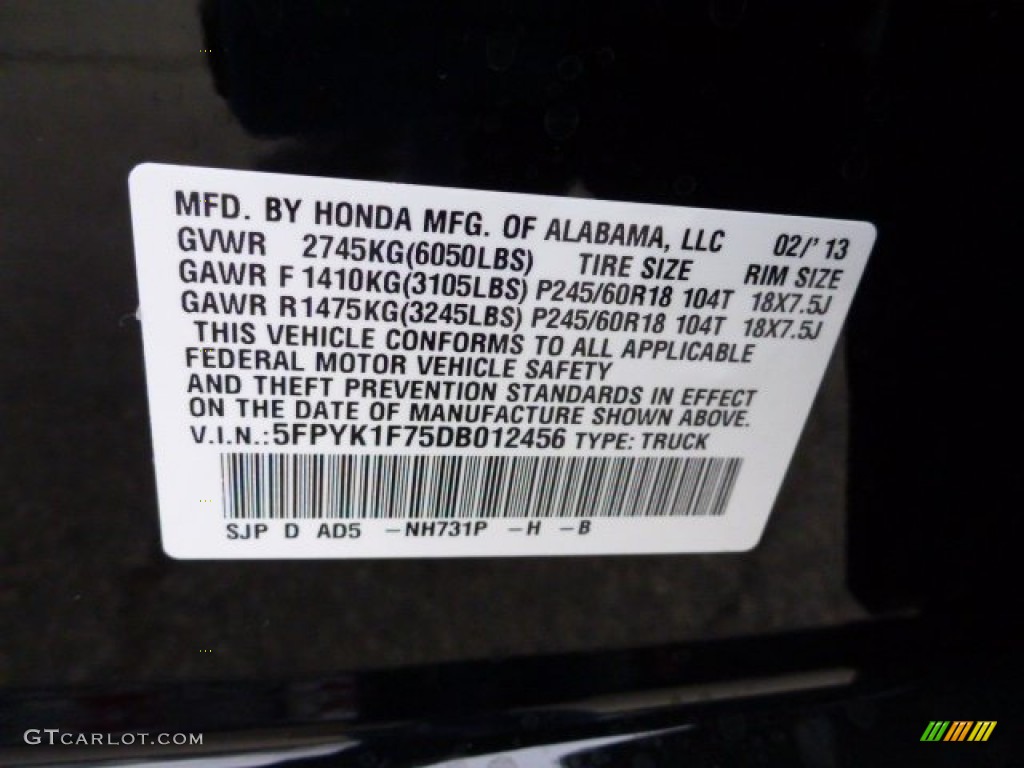 MFD. BY HONDA MFG. OF ALABAMA, LLC 02/' 13
GVWR 2745KG(6050LBS) TIRE SIZE RIM SIZE
GAWR F 1410KG(3105LBS) P245/60R18 104T 18X7.5J
GAWR R1475KG(3245LBS) P245/60R18 104T 18X7.5J
THIS VEHICLE CONFORMS TO ALL APPLICABLE
FEDERAL MOTOR VEHICLE SAFETY
AND THEFT PREVENTION STANDARDS IN EFFECT
ON THE DATE OF MANUFACTURE SHOWN ABOVE.
V.I.N.:5FPYK1F75DB012456 TYPE: TRUCK
SJP D AD5 -NH731P -H -B
GTCARLOT.COM